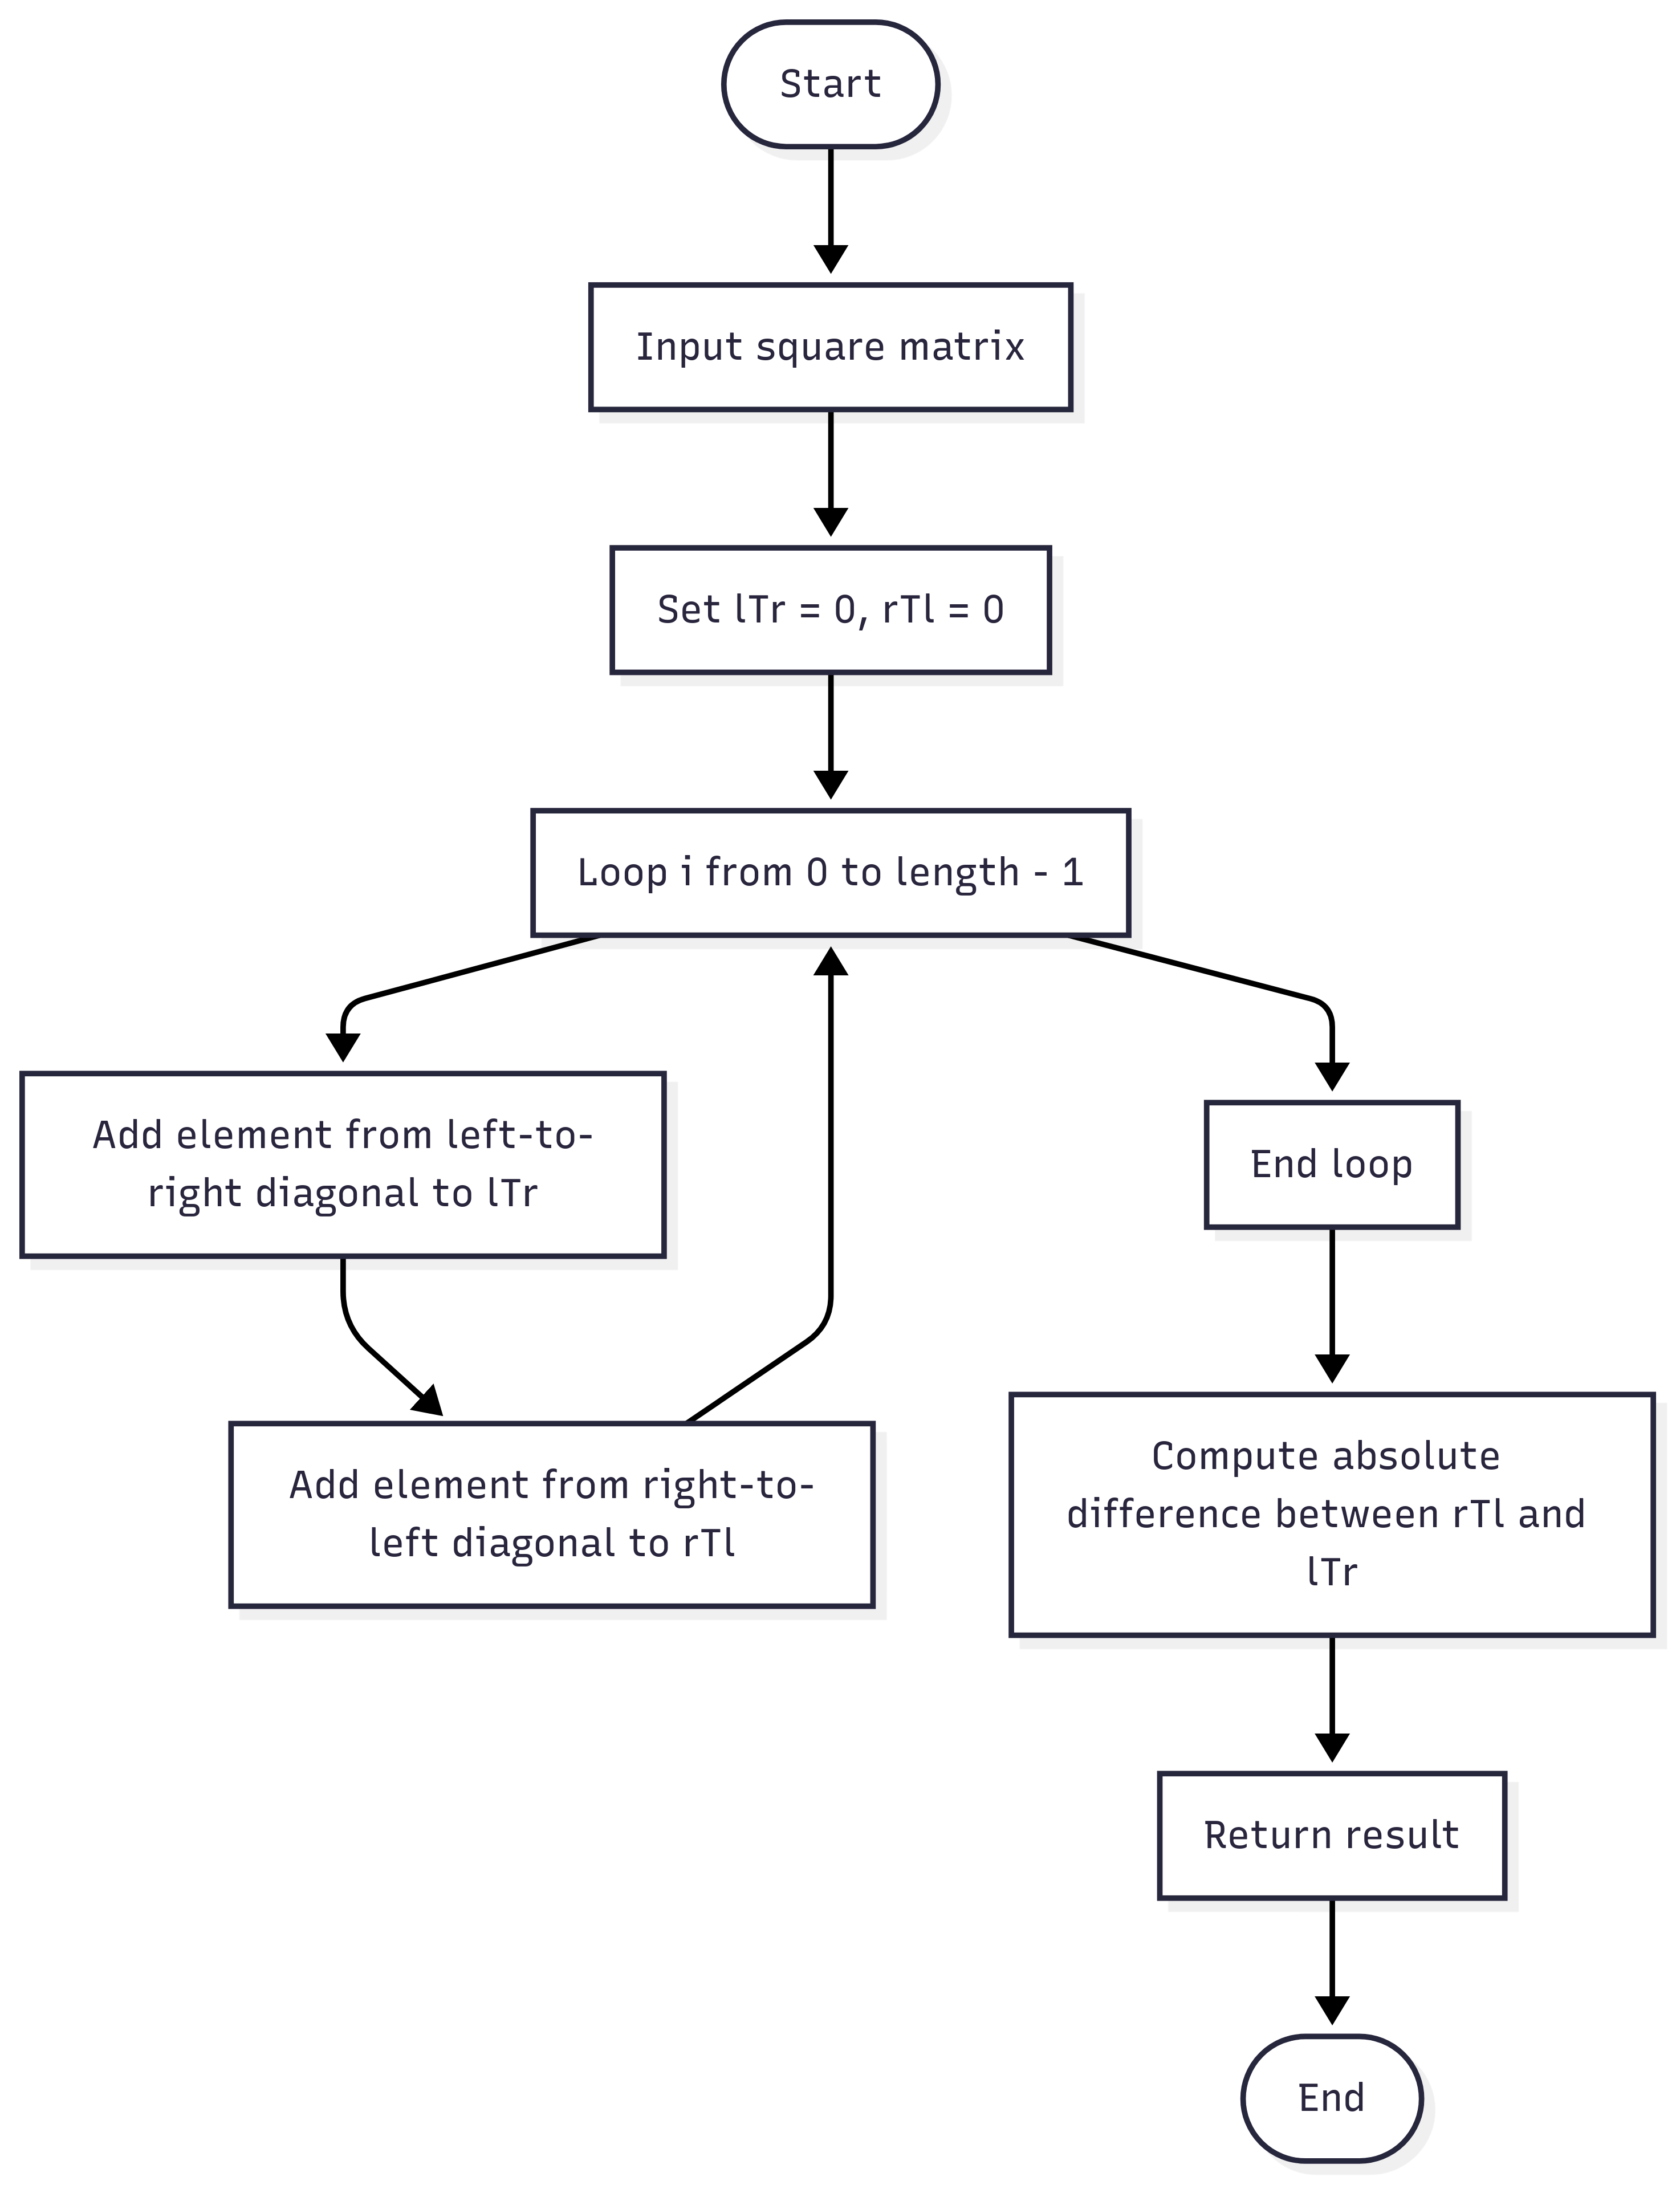 Start
Input square matrix
Set lTr = 0, rTl = 0
Loop i from 0 to length - 1
Add element from left-to-
right diagonal to lTr
End loop
Add element from right-to-
left diagonal to rTl
Compute absolute
difference between rTl and
lTr
Return result
End